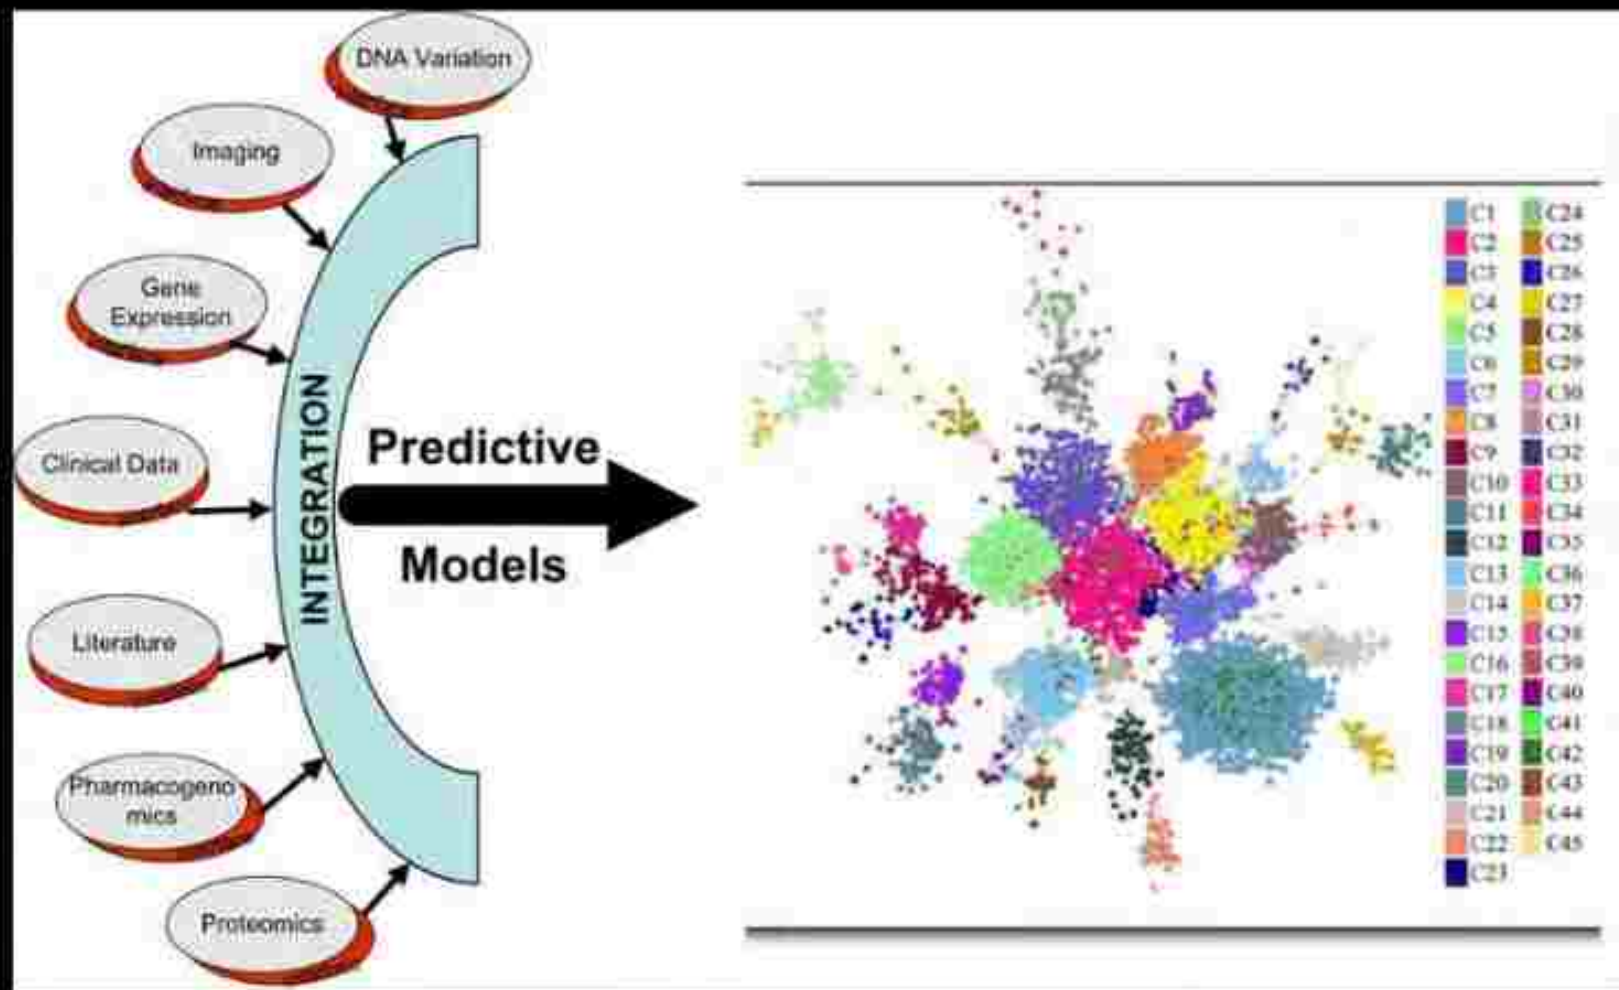 DNA Variation
Imaging
Gene
Expression
Clinical Data
Literature
Pharmacogeno
mics
Proteomics
INTEGRATION
Predictive
Models
C1
C2
C3
C4
C5
C6
C7
C8
C9
C10
C11
C12
C13
C14
C15
C16
C17
C18
C19
C20
C21
C22
C23
C24
C25
C26
C27
C28
C29
C30
C31
C32
C33
C34
C35
C36
C37
C38
C39
C40
C41
C42
C43
C44
C45